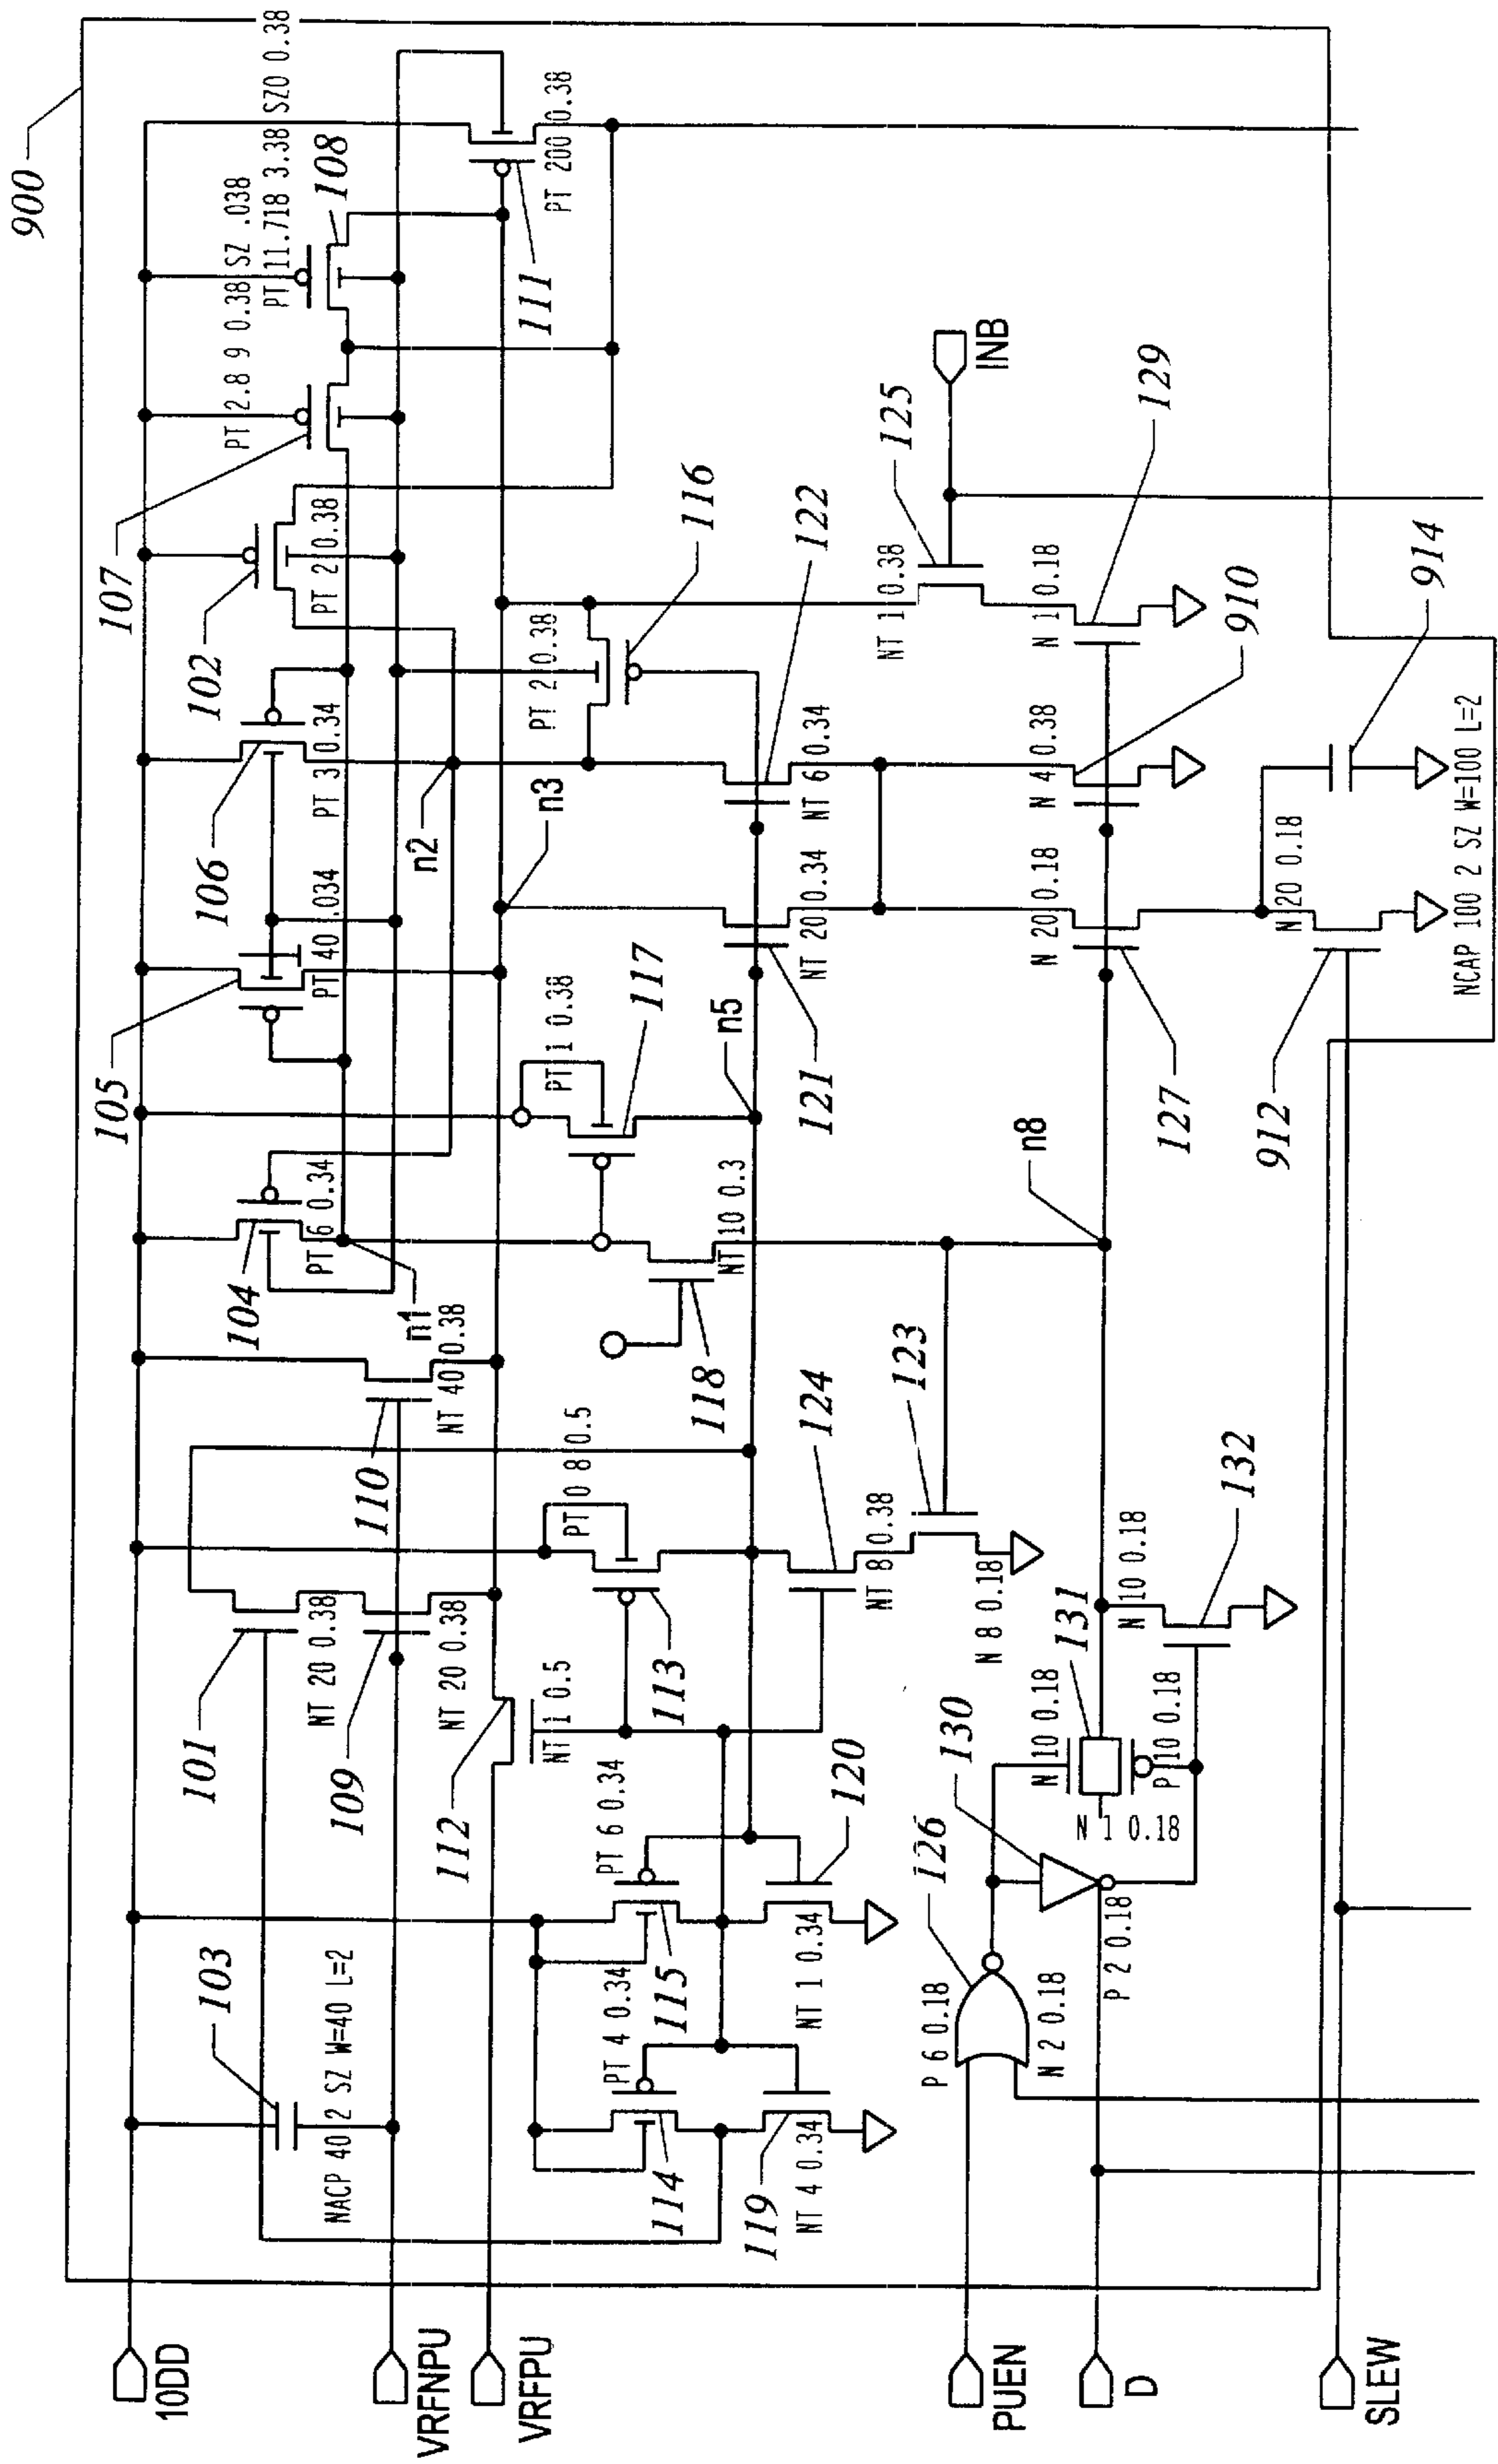 900
PT 2.8 9 0.38 SZ .038
PT 11.718 3.38 SZ0 0.38
108
107
102
PT 2 0.38
PT 200 0.38
111
106
PT 3 0.34
105
PT 40 .034
104
PT 6 0.34
n1
n2
n3
PT 2 0.38
116
110
NT 40 0.38
101
NT 20 0.38
109
NT 20 0.38
103
NACP 40 2 SZ W=40 L=2
10DD
VRFNPU
VRFPU
112
NT 1 0.5
PT 0 8 0.5
113
PT 1 0.38
117
n5
118
NT 10 0.3
PT 6 0.34
115
PT 4 0.34
114
119
NT 4 0.34
120
NT 1 0.34
124
NT 8 0.38
123
N 8 0.18
121
NT 20 0.34
122
NT 6 0.34
125
NT 1 0.38
INB
129
N 1 0.18
910
N 4 0.38
127
N 20 0.18
n8
126
P 6 0.18
N 2 0.18
130
P 2 0.18
131
N 10 0.18
P 10 0.18
N 1 0.18
N 10 0.18
132
PUEN
D
SLEW
912
N 20 0.18
914
NCAP 100 2 SZ W=100 L=2